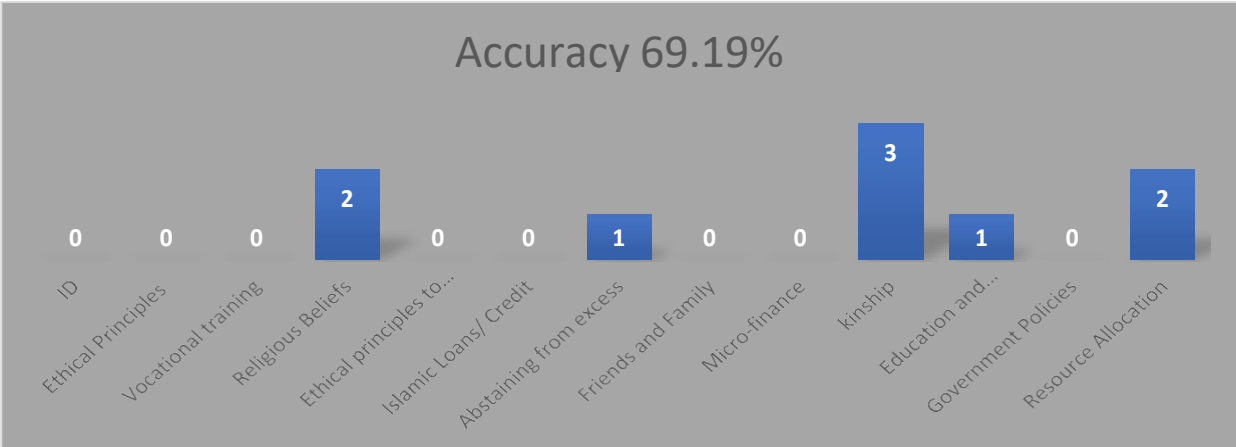 Accuracy 69.19%
0
0
0
2
0
0
1
0
0
3
1
0
2
ID
Ethical Principles
Vocational training
Religious Beliefs
Ethical principles to...
Islamic Loans/ Credit
Abstaining from excess
Friends and Family
Micro-finance
kinship
Education and...
Government Policies
Resource Allocation